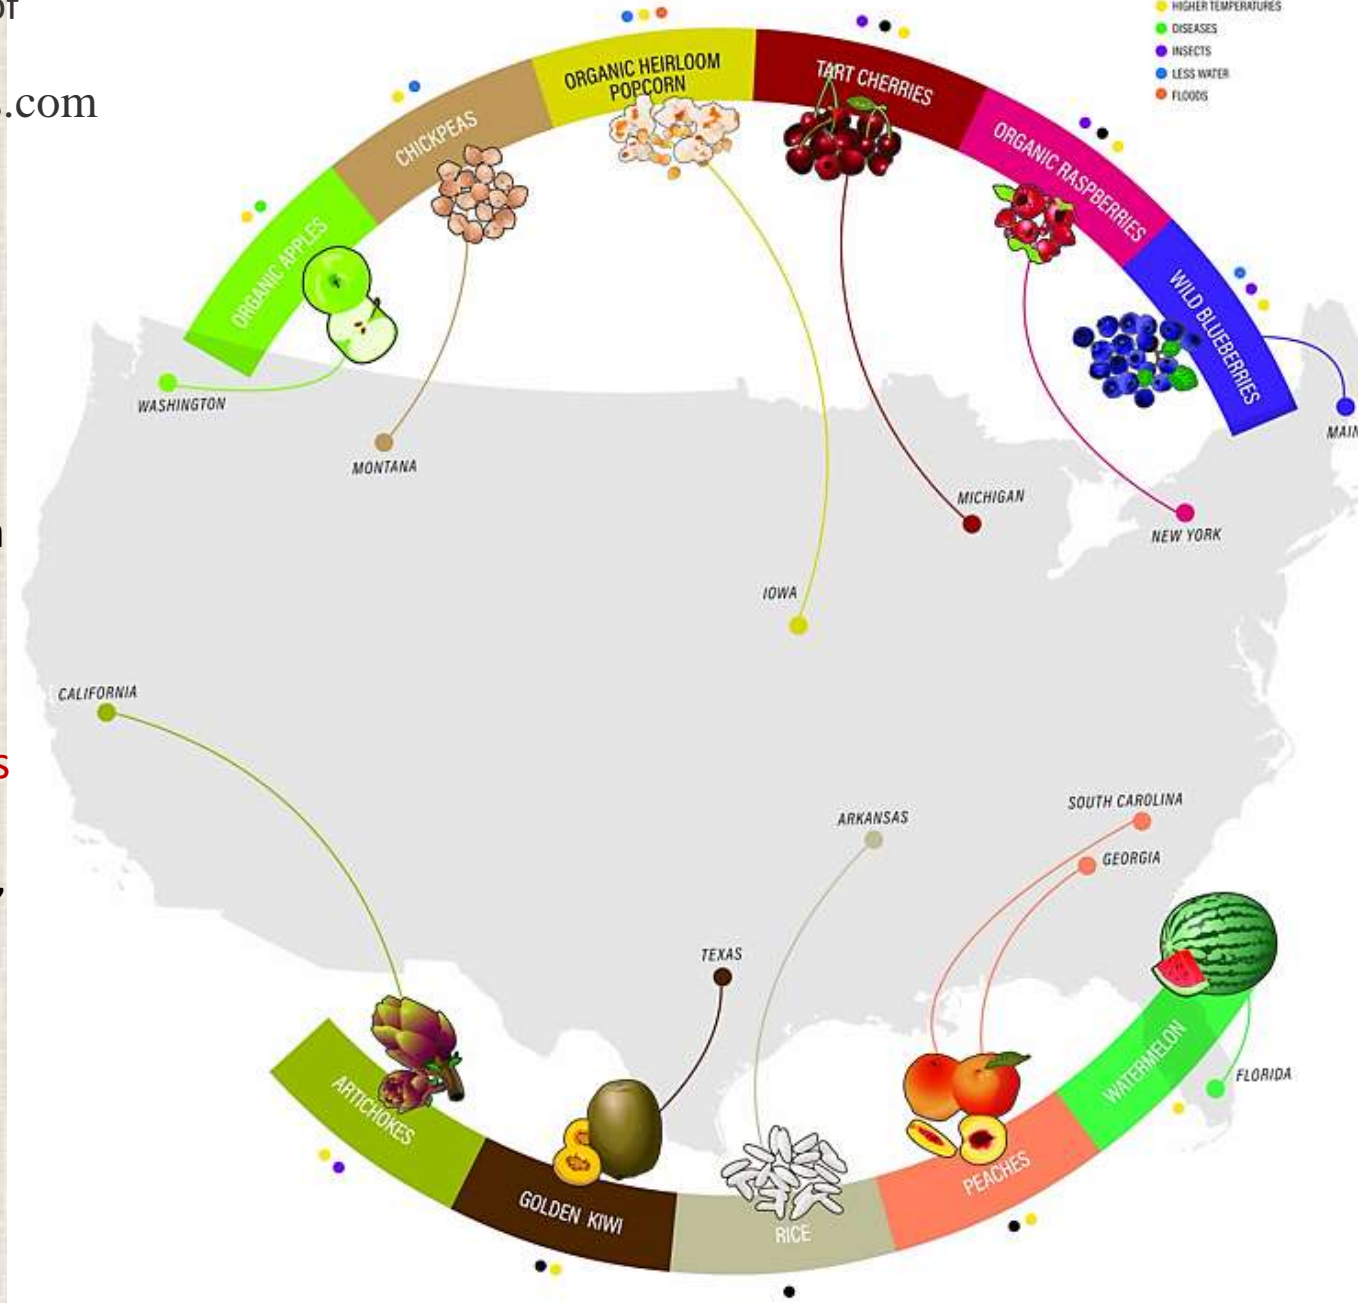 of
HIGHER TEMPERATURES
DISEASES
INSECTS
LESS WATER
FLOODS
s.com
ORGANIC HEIRLOOM
POPCORN
TART CHERRIES
CHICKPEAS
ORGANIC RASPBERRIES
ORGANIC APPLES
WILD BLUEBERRIES
WASHINGTON
MONTANA
MAIN
MICHIGAN
NEW YORK
IOWA
CALIFORNIA
s
SOUTH CAROLINA
ARKANSAS
GEORGIA
,
TEXAS
FLORIDA
WATERMELON
ARTICHOKES
PEACHES
GOLDEN KIWI
RICE